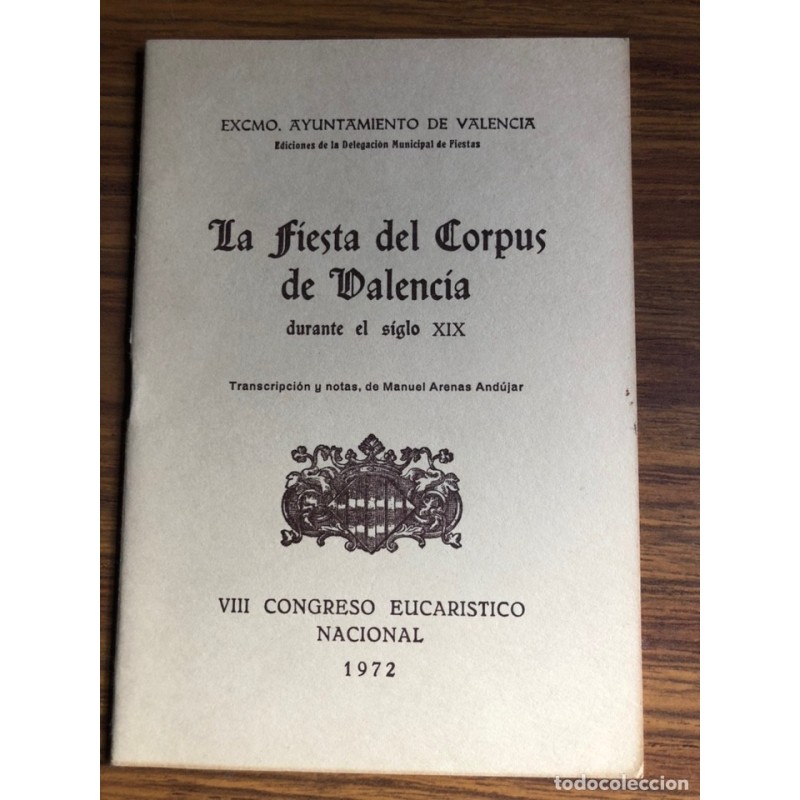 EXCMO. AYUNTAMIENTO DE VALENCIA
Ediciones de la Delegación Municipal de Fiestas
La Fiesta del Corpus
de Valencia
durante el siglo XIX
Transcripción y notas, de Manuel Arenas Andújar
VIII CONGRESO EUCARISTICO
NACIONAL
1972
todocoleccion